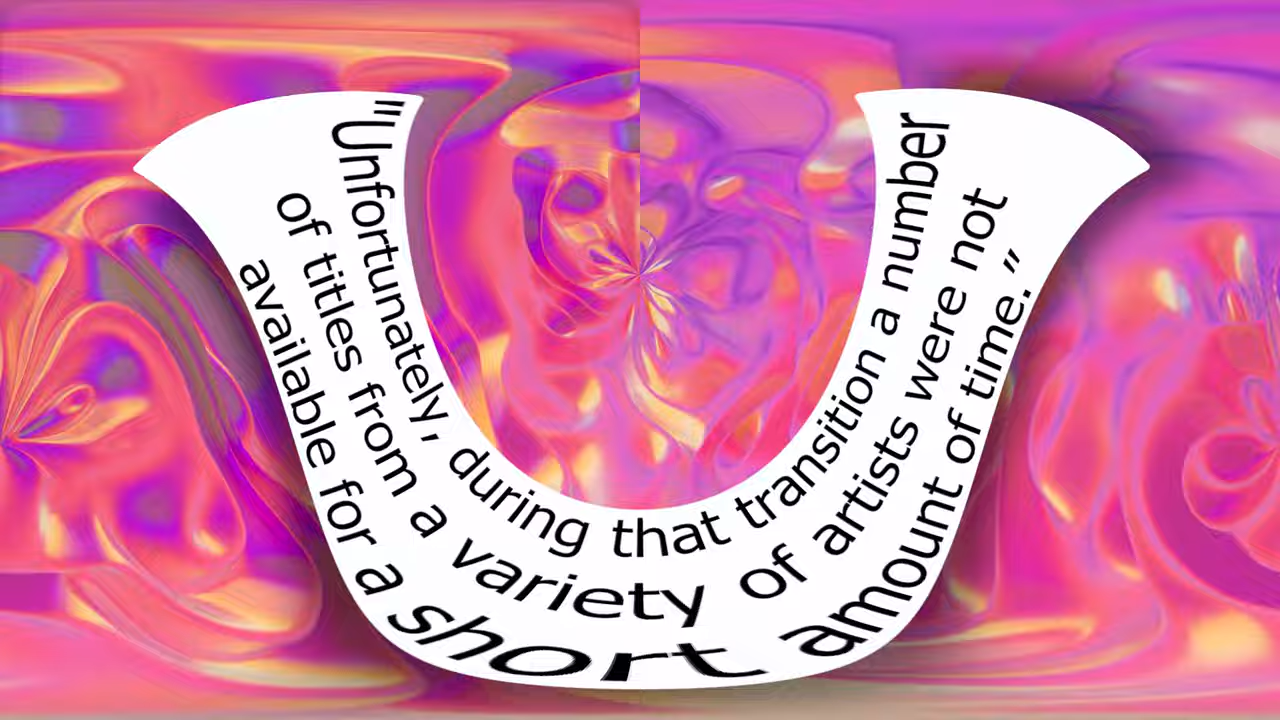 "Unfortunately, during that transition a number
of titles from a variety of artists were not
available for a short amount of time.”